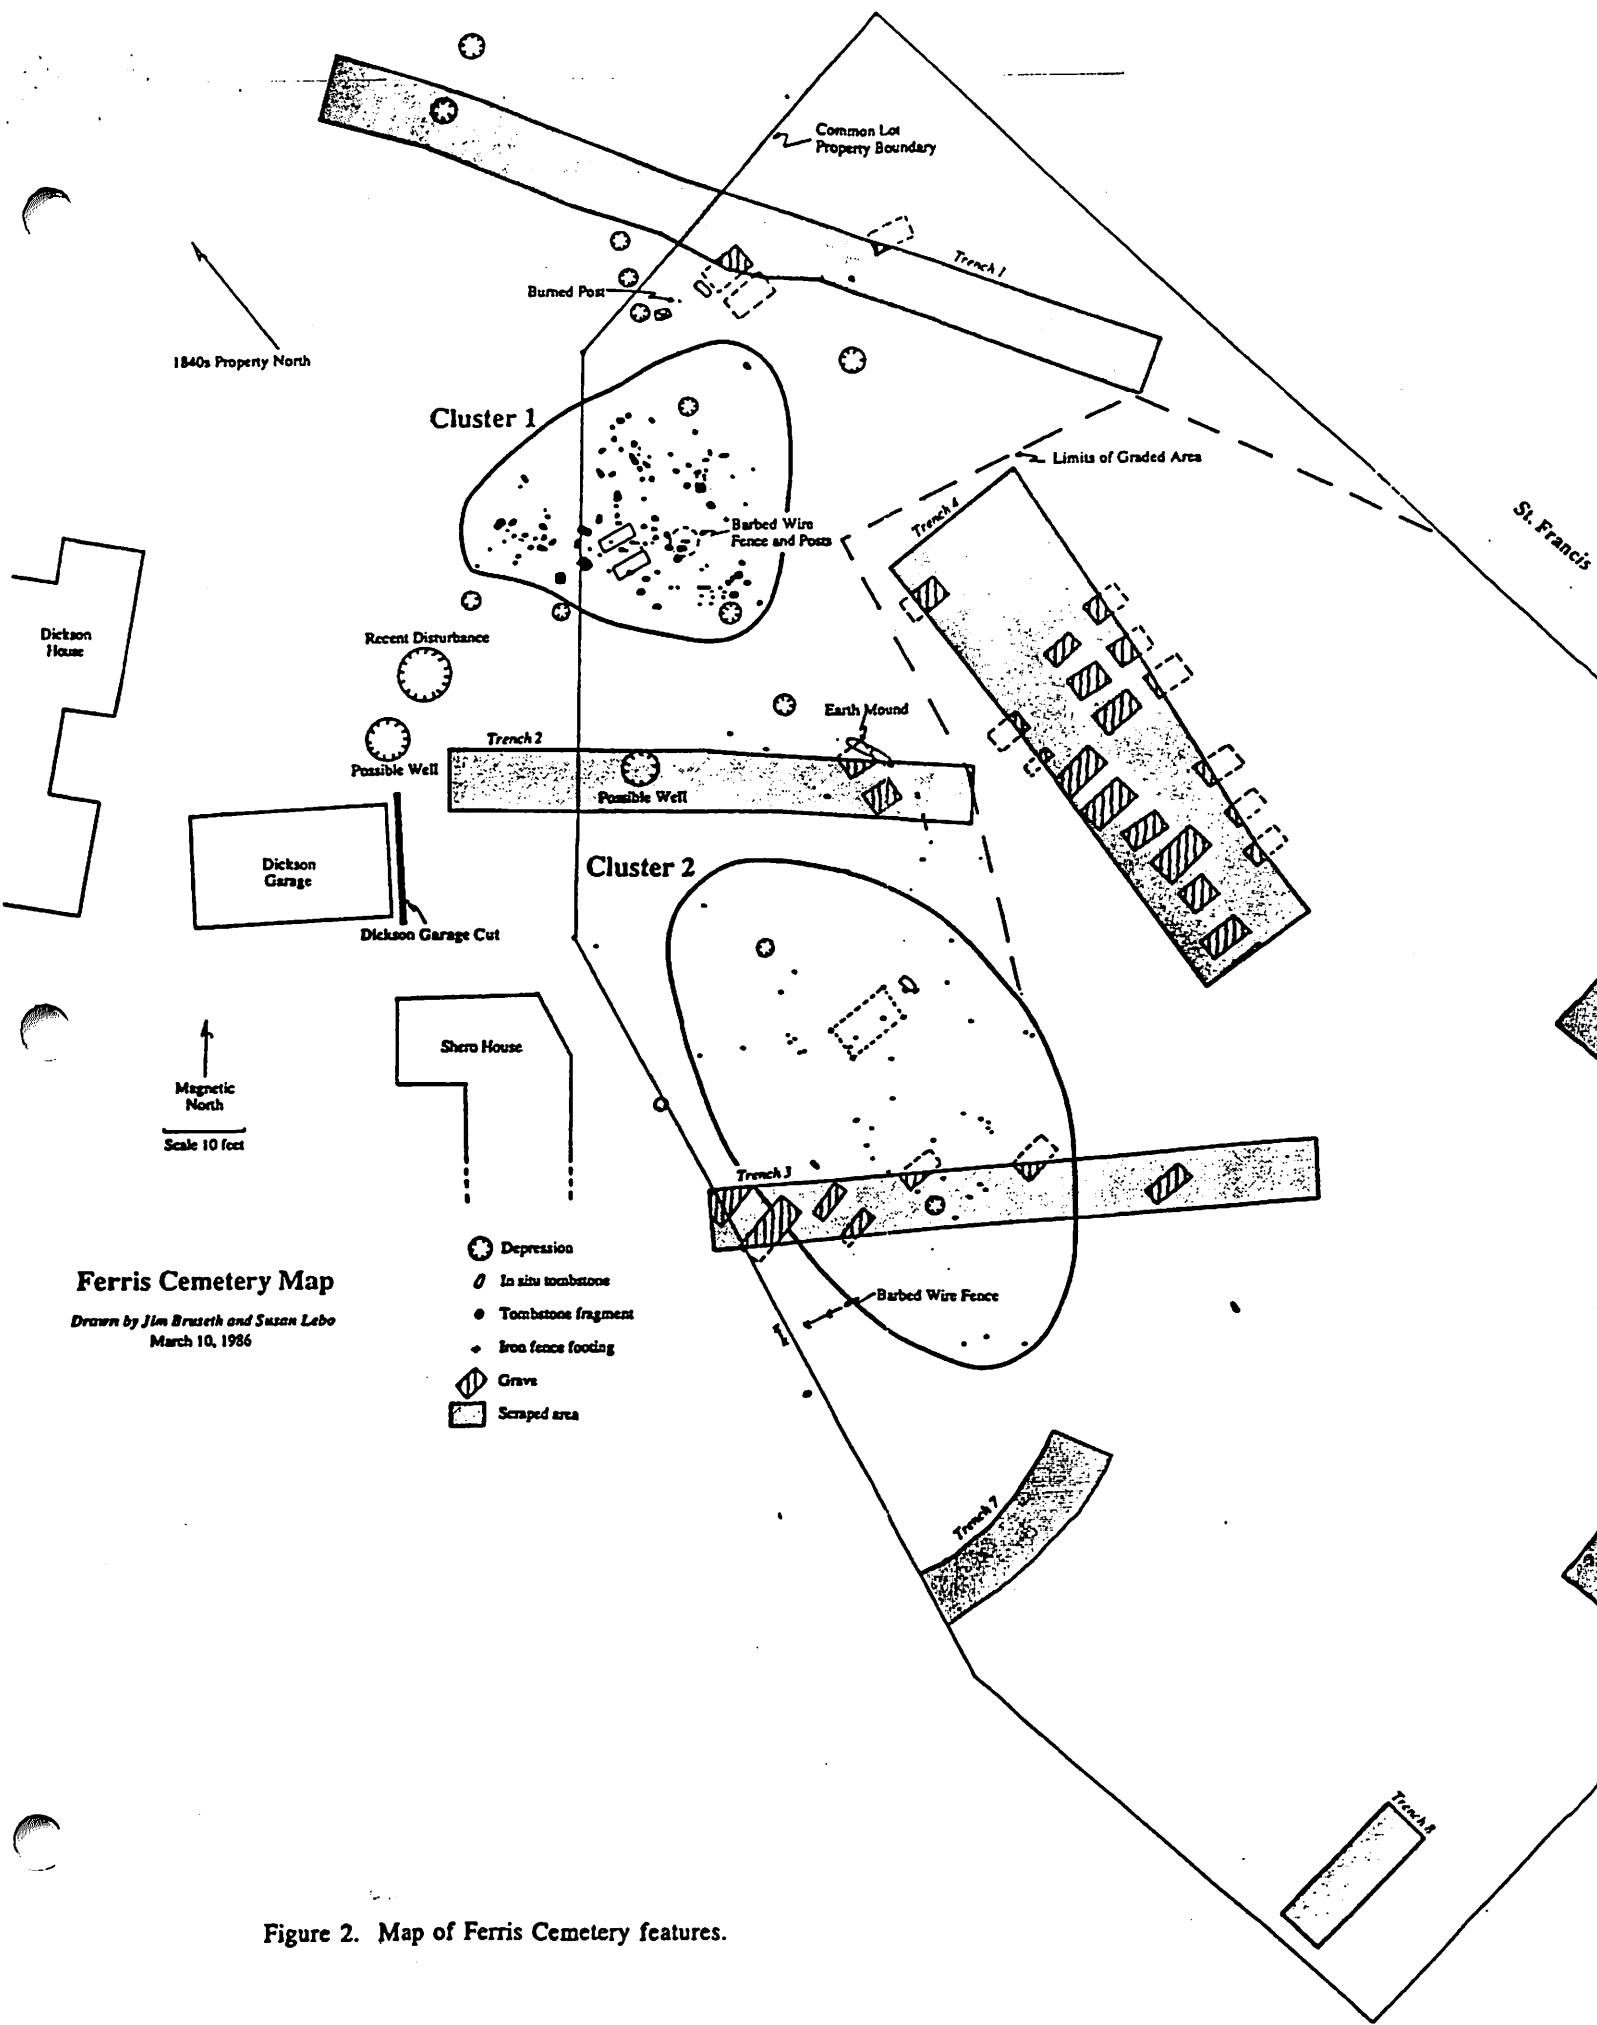 Common Lot
Property Boundary
Trench 1
Burned Post
1840s Property North
Cluster 1
Limits of Graded Area
Trench 4
St. Francis
Barbed Wire
Fence and Posts
Dickson
House
Recent Disturbance
Earth Mound
Trench 2
Possible Well
Possible Well
Cluster 2
Dickson
Garage
Dickson Garage Cut
Shero House
Magnetic
North
Scale 10 feet
Trench 3
Depression
In situ tombstone
Tombstone fragment
Iron fence footing
Grave
Scraped area
Ferris Cemetery Map
Drawn by Jim Bruseth and Susan Lebo
March 10, 1986
Barbed Wire Fence
Trench 7
Trench 8
Figure 2. Map of Ferris Cemetery features.